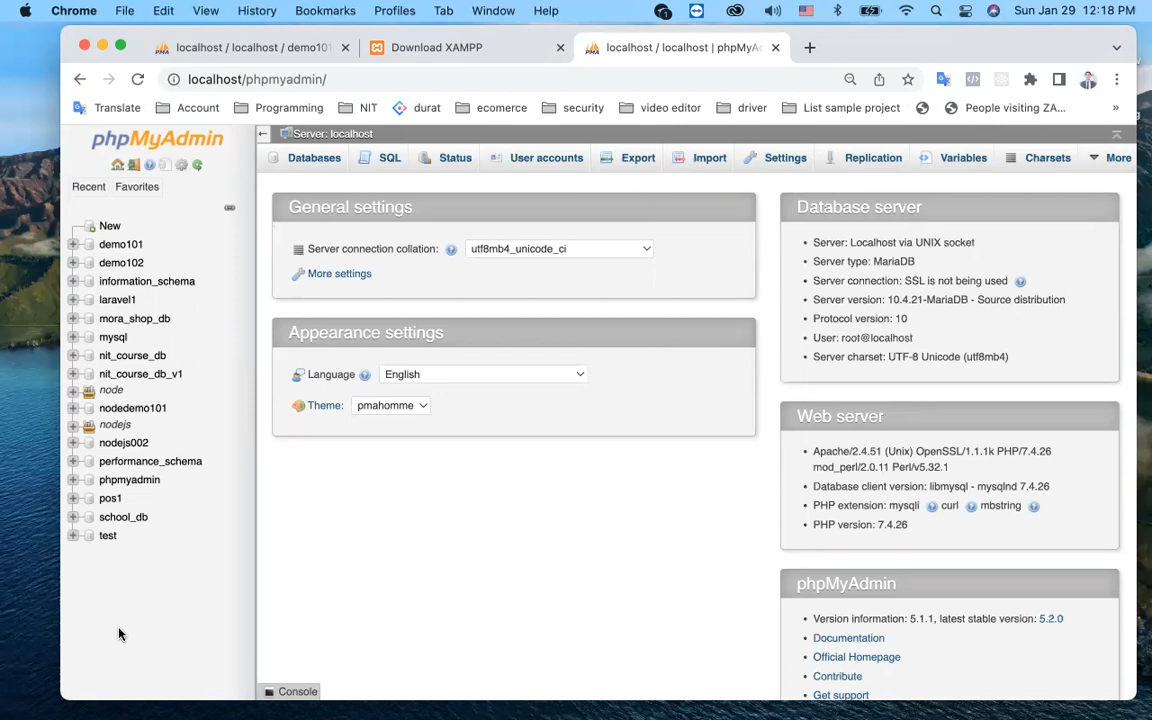 Chrome File Edit View History Bookmarks Profiles Tab Window Help Sun Jan 29 12:18 PM
localhost / localhost / demo101
Download XAMPP
localhost / localhost | phpMyAd
localhost/phpmyadmin/
Translate Account Programming NIT durat ecomerce security video editor driver List sample project People visiting ZA... »
phpMyAdmin
Recent Favorites
New
demo101
demo102
information_schema
laravel1
mora_shop_db
mysql
nit_course_db
nit_course_db_v1
node
nodedemo101
nodejs
nodejs002
performance_schema
phpmyadmin
pos1
school_db
test
Server: localhost
Databases SQL Status User accounts Export Import Settings Replication Variables Charsets More
General settings
Server connection collation: utf8mb4_unicode_ci
More settings
Appearance settings
Language English
Theme: pmahomme
Console
Database server
• Server: Localhost via UNIX socket
• Server type: MariaDB
• Server connection: SSL is not being used
• Server version: 10.4.21-MariaDB - Source distribution
• Protocol version: 10
• User: root@localhost
• Server charset: UTF-8 Unicode (utf8mb4)
Web server
• Apache/2.4.51 (Unix) OpenSSL/1.1.1k PHP/7.4.26
mod_perl/2.0.11 Perl/v5.32.1
• Database client version: libmysql - mysqlnd 7.4.26
• PHP extension: mysqli curl mbstring
• PHP version: 7.4.26
phpMyAdmin
• Version information: 5.1.1, latest stable version: 5.2.0
• Documentation
• Official Homepage
• Contribute
• Get support